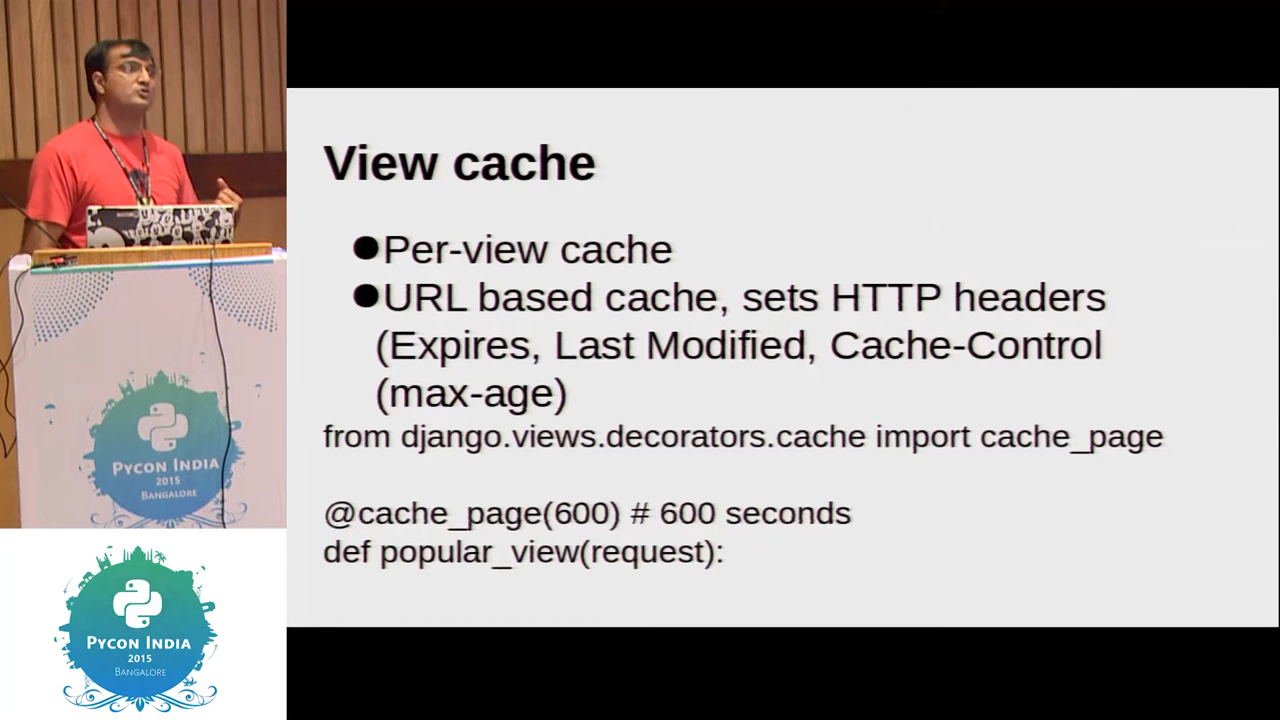 View cache
●Per-view cache
●URL based cache, sets HTTP headers
(Expires, Last Modified, Cache-Control
(max-age)
from django.views.decorators.cache import cache_page
@cache_page(600) # 600 seconds
def popular_view(request):
PYCON INDIA
2015
BANGALORE
PYCON INDIA
2015
BANGALORE